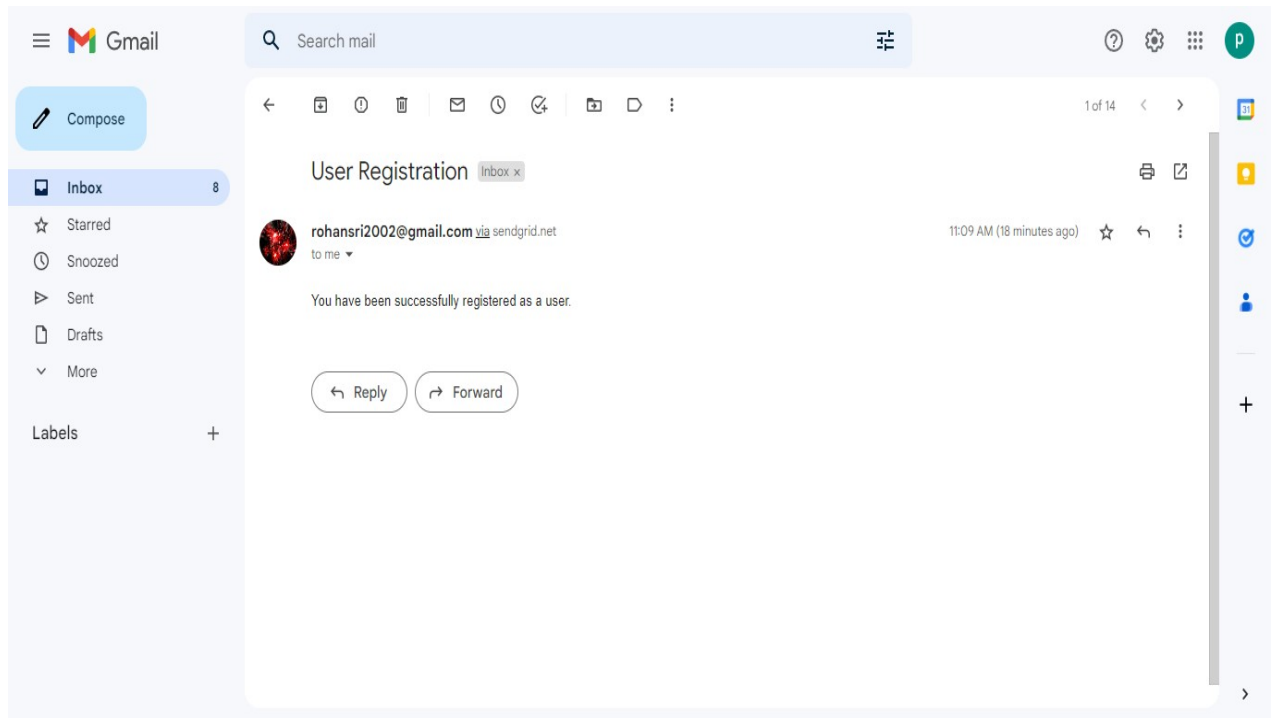 Gmail
Search mail
P
Compose
1 of 14
31
User Registration Inbox x
Inbox 8
Starred
rohansri2002@gmail.com via sendgrid.net 11:09 AM (18 minutes ago)
to me
Snoozed
Sent
You have been successfully registered as a user.
Drafts
More
Reply Forward
Labels